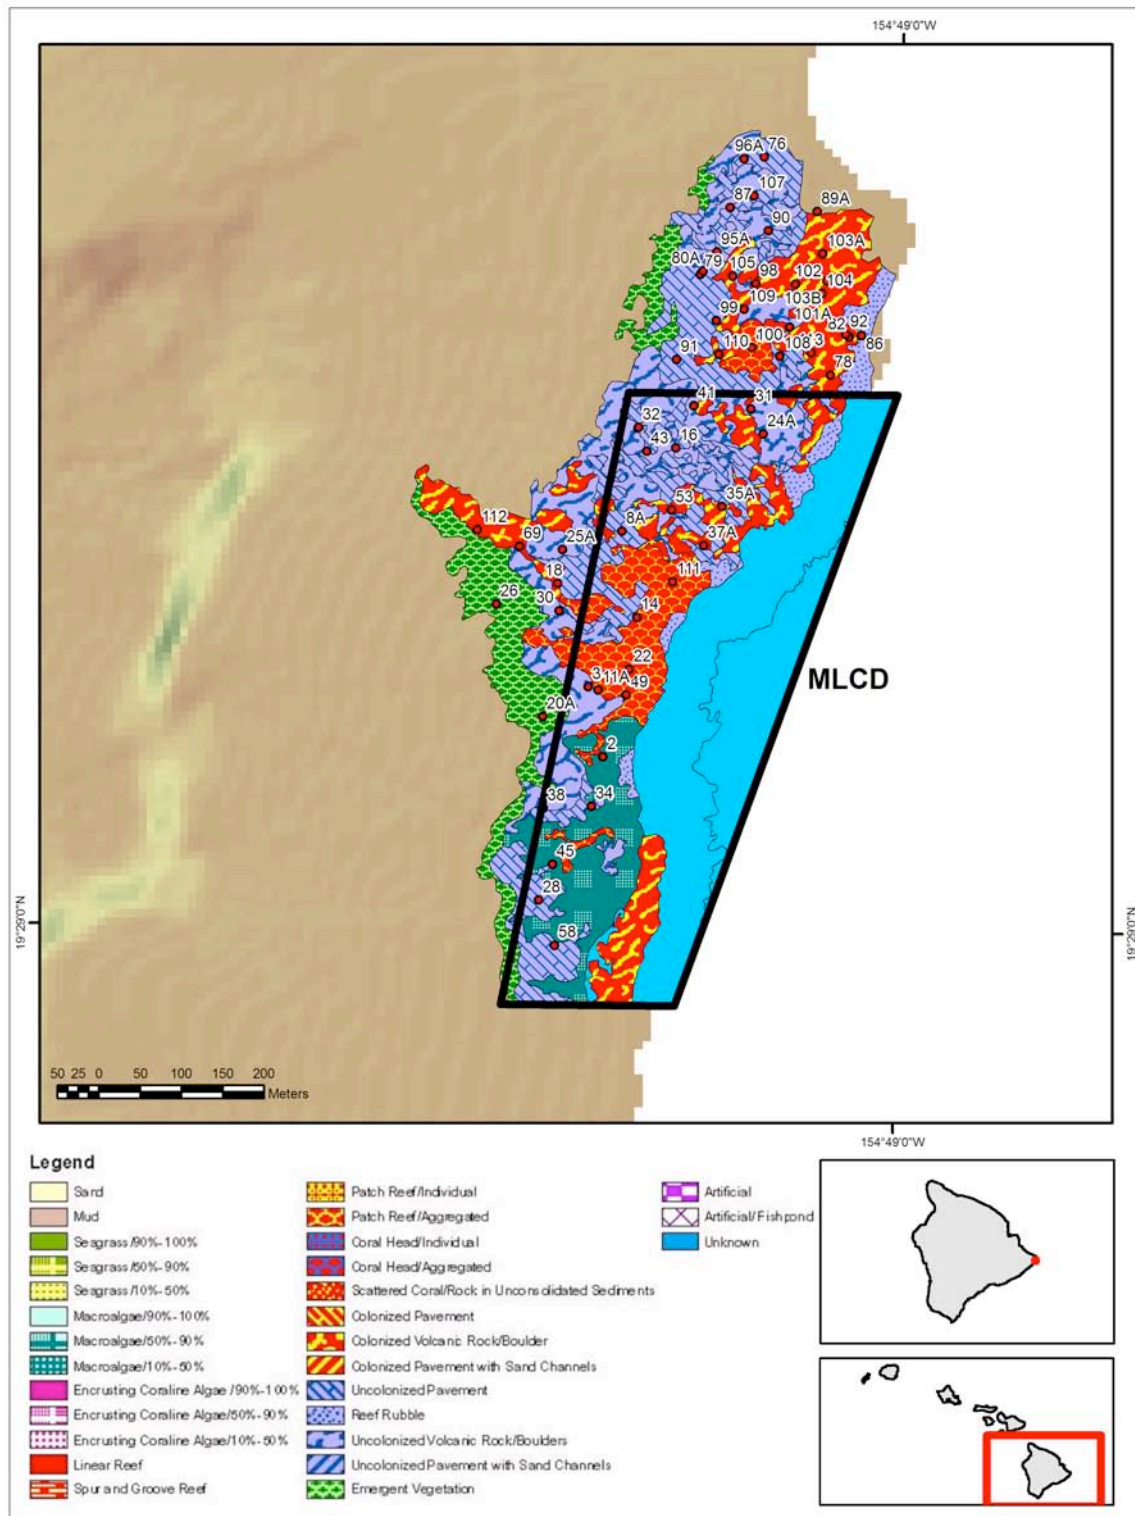 154°49'0"W
96A 76
87 107
89A
90
95A
103A
80A 79
105 98 102 104
109 103B
99 101A
82 92
100
91 110 108 86
78
41 31
32
24A
43 16
53 35A
8A
112
37A
69 25A
18 111
26
30 14
22
3 11A
49
20A
2
MLCD
38 34
45
28
58
19°29'0"N
19°29'0"N
50 25 0 50 100 150 200
Meters
154°49'0"W
Legend
Sand
Mud
Seagrass/90%-100%
Seagrass/50%-90%
Seagrass/10%-50%
Macroalgae/90%-100%
Macroalgae/50%-90%
Macroalgae/10%-50%
Encrusting Coraline Algae/90%-100%
Encrusting Coraline Algae/50%-90%
Encrusting Coraline Algae/10%-50%
Linear Reef
Spur and Groove Reef
Patch Reef/Individual
Patch Reef/Aggregated
Coral Head/Individual
Coral Head/Aggregated
Scattered Coral/Rock in Unconsolidated Sediments
Colonized Pavement
Colonized Volcanic Rock/Boulder
Colonized Pavement with Sand Channels
Uncolonized Pavement
Reef Rubble
Uncolonized Volcanic Rock/Boulders
Uncolonized Pavement with Sand Channels
Emergent Vegetation
Artificial
Artificial/Fishpond
Unknown